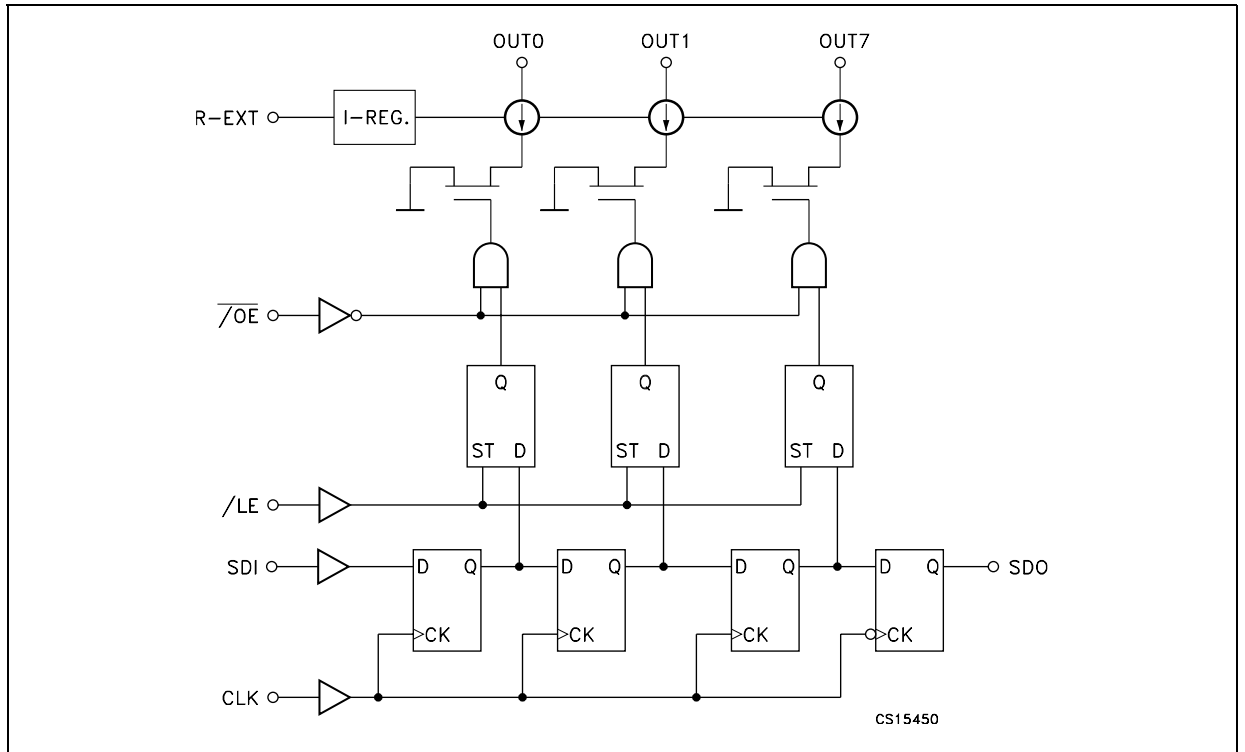 OUT0 OUT1 OUT7
R-EXT I-REG.
/OE
Q Q Q
ST D ST D ST D
/LE
SDI D Q D Q D Q D Q SDO
CK CK CK CK
CLK
CS15450